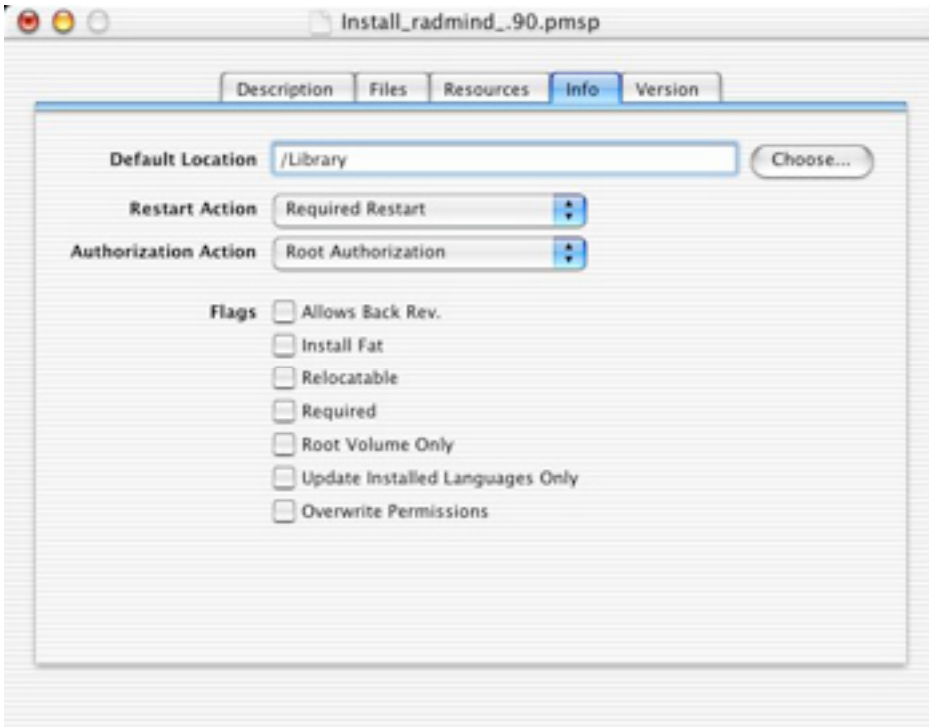 Install_radmind_.90.pmsp
Description Files Resources Info Version
Default Location /Library Choose...
Restart Action Required Restart
Authorization Action Root Authorization
Flags Allows Back Rev.
Install Fat
Relocatable
Required
Root Volume Only
Update Installed Languages Only
Overwrite Permissions